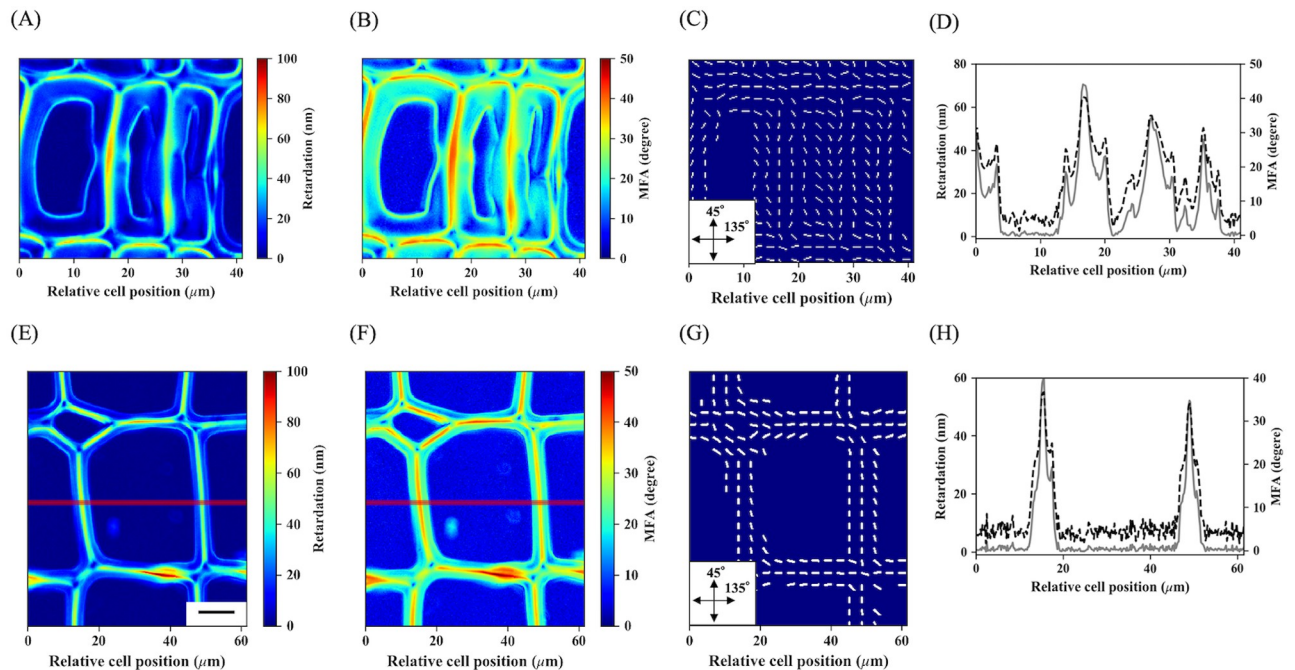 (A)
(B)
(C)
(D)
100
80
60
40
20
0
Retardation (nm)
0 10 20 30 40
Relative cell position (μm)
50
40
30
20
10
0
MFA (degree)
0 10 20 30 40
Relative cell position (μm)
45°
135°
0 10 20 30 40
Relative cell position (μm)
80
60
40
20
0
Retardation (nm)
50
40
30
20
10
0
MFA (degere)
0 10 20 30 40
Relative cell position (μm)
(E)
(F)
(G)
(H)
100
80
60
40
20
0
Retardation (nm)
0 20 40 60
Relative cell position (μm)
50
40
30
20
10
0
MFA (degree)
0 20 40 60
Relative cell position (μm)
45°
135°
0 20 40 60
Relative cell position (μm)
60
40
20
0
Retardation (nm)
40
30
20
10
0
MFA (degere)
0 20 40 60
Relative cell position (μm)